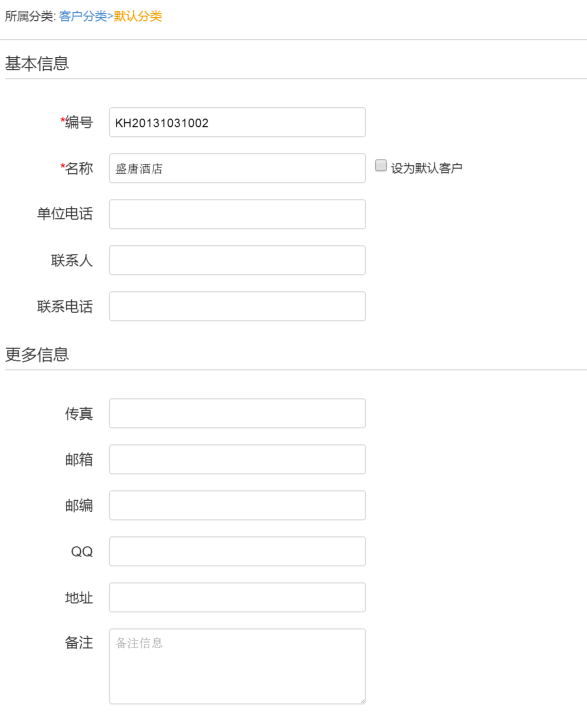 所属分类: 客户分类>默认分类
基本信息
*编号 KH20131031002
*名称 盛唐酒店 设为默认客户
单位电话
联系人
联系电话
更多信息
传真
邮箱
邮编
QQ
地址
备注 备注信息